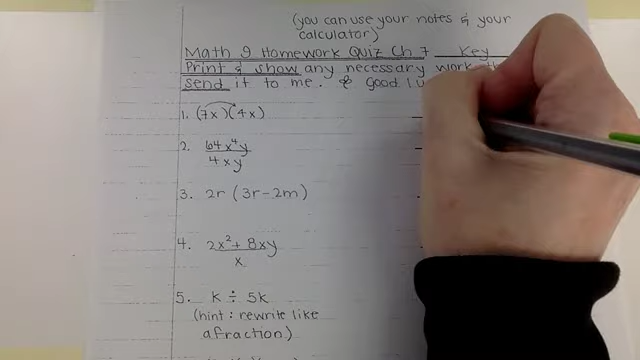 (you can use your notes & your
calculator)
Math 9 Homework Quiz Ch 7 Key
Print & show any necessary work
send it to me. & Good
1. (7x)(4x)
2. 64x⁴y
4xy
3. 2r (3r-2m)
4. 2x² + 8xy
x
5. k ÷ 5k
(hint: rewrite like
a fraction)